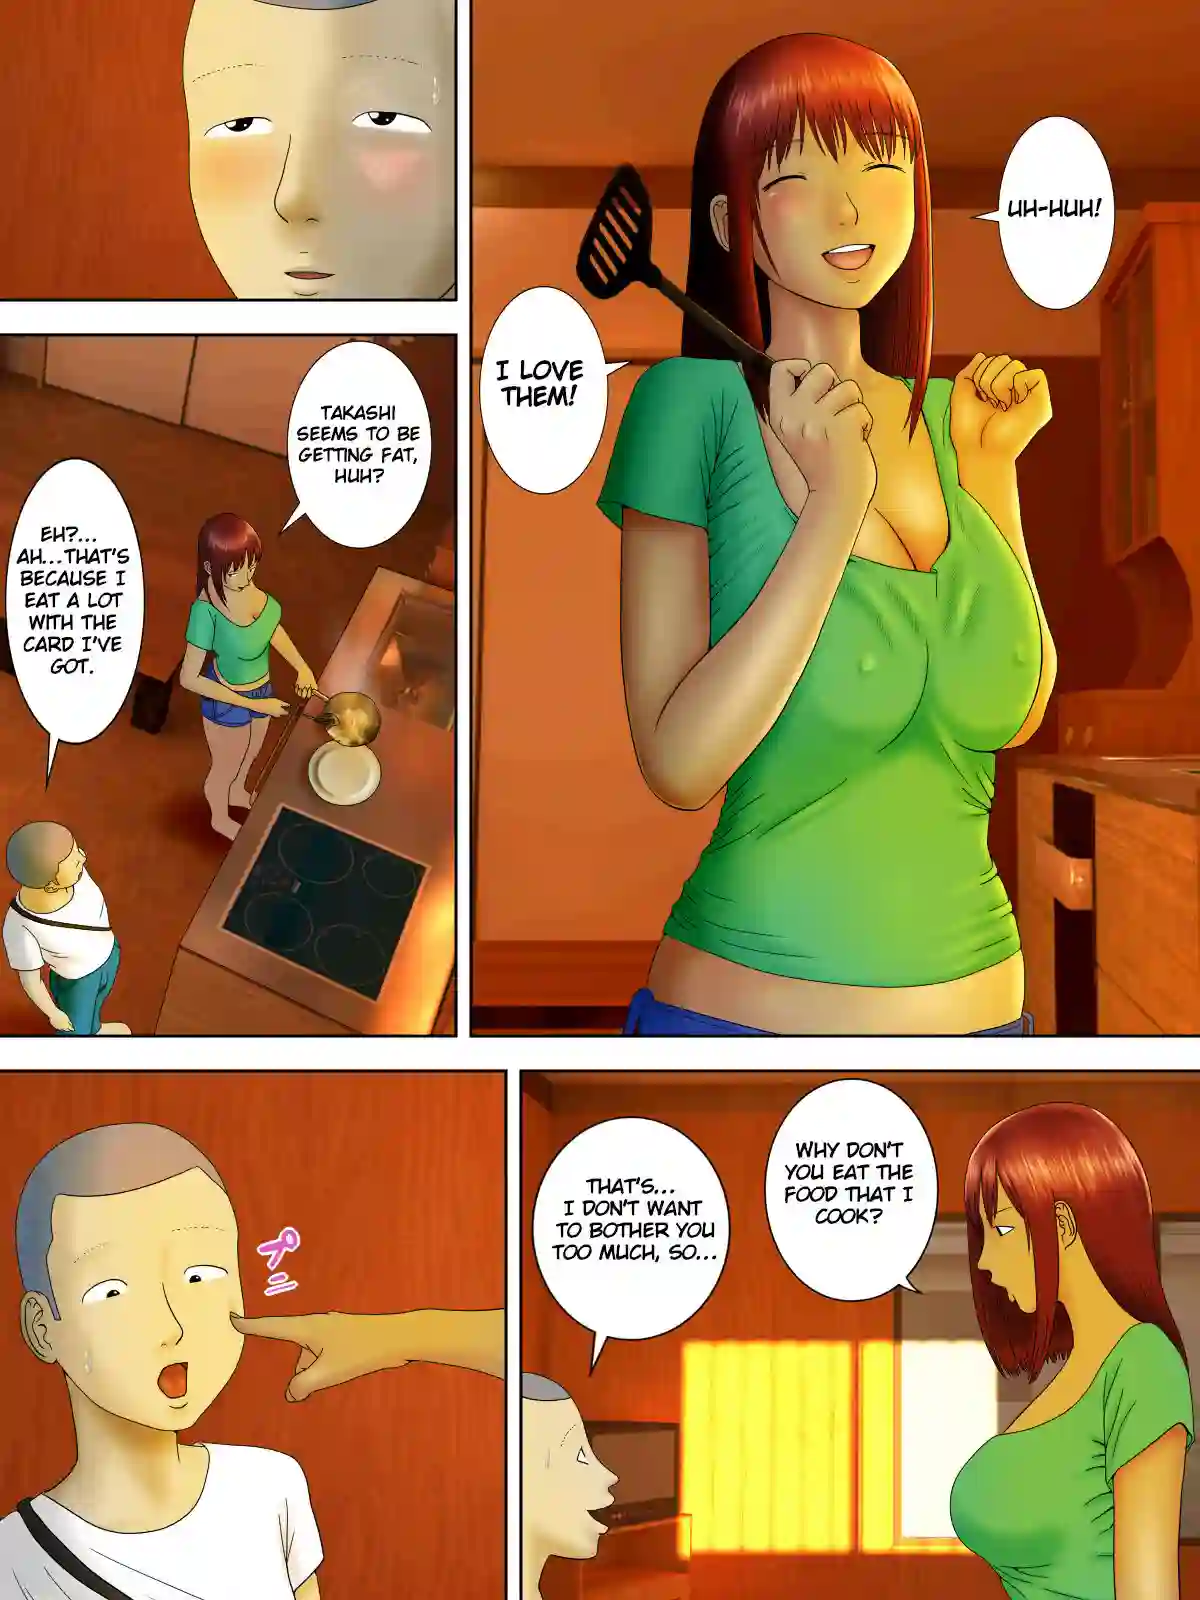 UH-HUH!
I LOVE
THEM!
TAKASHI
SEEMS TO BE
GETTING FAT,
HUH?
EH?...
AH...THAT'S
BECAUSE I
EAT A LOT
WITH THE
CARD I'VE
GOT.
WHY DON'T
YOU EAT THE
FOOD THAT I
COOK?
THAT'S...
I DON'T WANT
TO BOTHER YOU
TOO MUCH, SO...